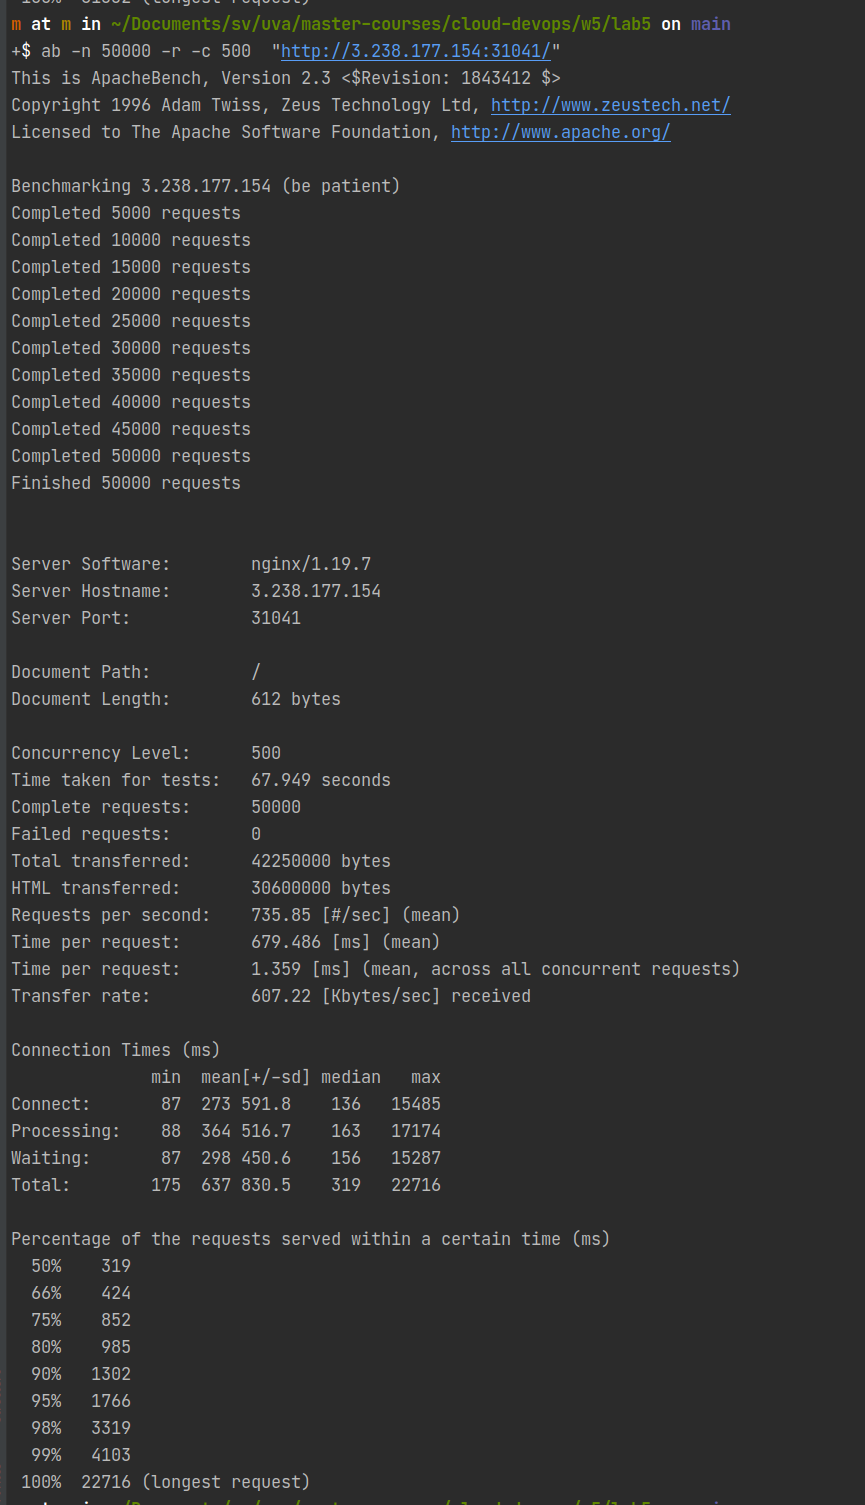 100% 31632 (longest request)
m at m in ~/Documents/sv/uva/master-courses/cloud-devops/w5/lab5 on main
+$ ab -n 50000 -r -c 500  "http://3.238.177.154:31041/"
This is ApacheBench, Version 2.3 <$Revision: 1843412 $>
Copyright 1996 Adam Twiss, Zeus Technology Ltd, http://www.zeustech.net/
Licensed to The Apache Software Foundation, http://www.apache.org/

Benchmarking 3.238.177.154 (be patient)
Completed 5000 requests
Completed 10000 requests
Completed 15000 requests
Completed 20000 requests
Completed 25000 requests
Completed 30000 requests
Completed 35000 requests
Completed 40000 requests
Completed 45000 requests
Completed 50000 requests
Finished 50000 requests


Server Software:        nginx/1.19.7
Server Hostname:        3.238.177.154
Server Port:            31041

Document Path:          /
Document Length:        612 bytes

Concurrency Level:      500
Time taken for tests:   67.949 seconds
Complete requests:      50000
Failed requests:        0
Total transferred:      42250000 bytes
HTML transferred:       30600000 bytes
Requests per second:    735.85 [#/sec] (mean)
Time per request:       679.486 [ms] (mean)
Time per request:       1.359 [ms] (mean, across all concurrent requests)
Transfer rate:          607.22 [Kbytes/sec] received

Connection Times (ms)
              min  mean[+/-sd] median   max
Connect:       87  273 591.8    136   15485
Processing:    88  364 516.7    163   17174
Waiting:       87  298 450.6    156   15287
Total:        175  637 830.5    319   22716

Percentage of the requests served within a certain time (ms)
  50%    319
  66%    424
  75%    852
  80%    985
  90%   1302
  95%   1766
  98%   3319
  99%   4103
 100%  22716 (longest request)